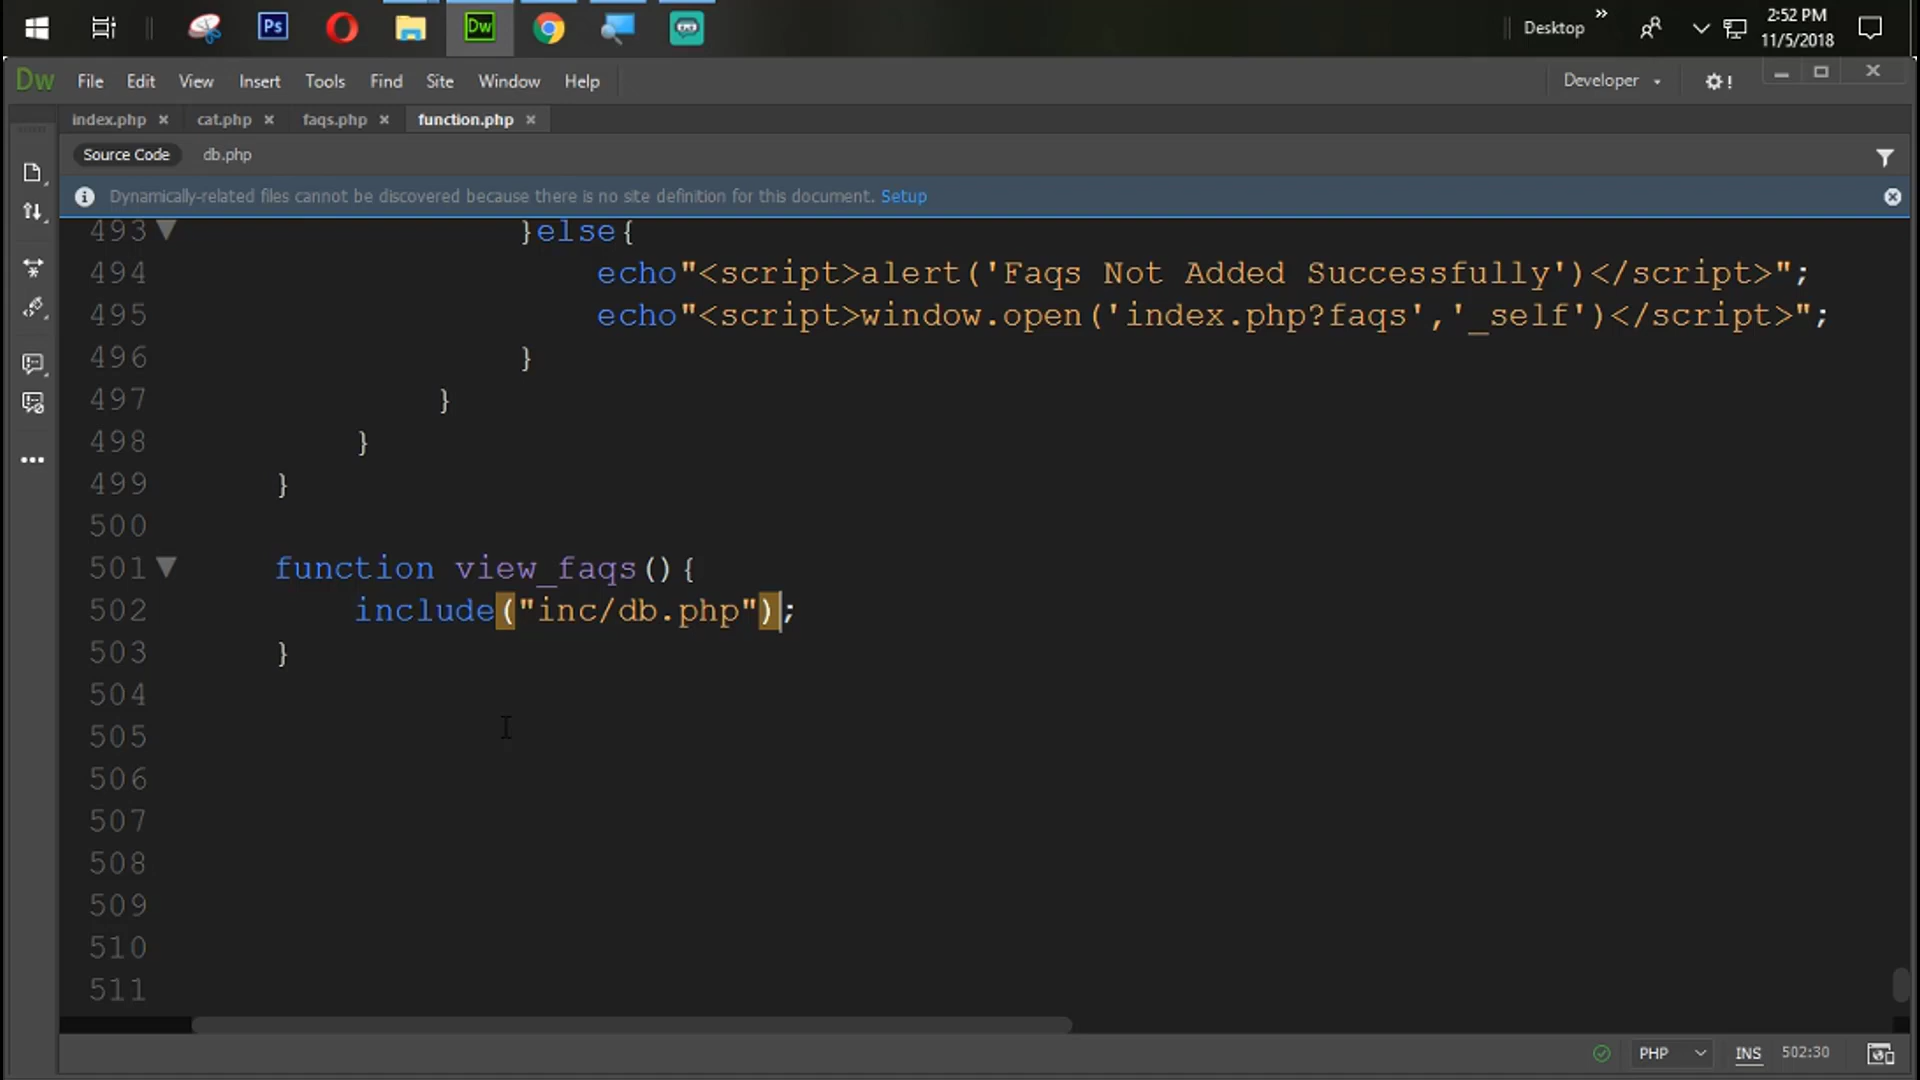 Ps
Dw
Desktop
»
2:52 PM
11/5/2018
Dw File Edit View Insert Tools Find Site Window Help
Developer
!
index.php × cat.php × faqs.php × function.php ×
Source Code db.php
Dynamically-related files cannot be discovered because there is no site definition for this document. Setup
493 }else{
494 echo"<script>alert('Faqs Not Added Successfully')</script>";
495 echo"<script>window.open('index.php?faqs','_self')</script>";
496 }
497 }
498 }
499 }
500
501 function view_faqs(){
502 include("inc/db.php");
503 }
504
505
506
507
508
509
510
511
PHP INS 502:30